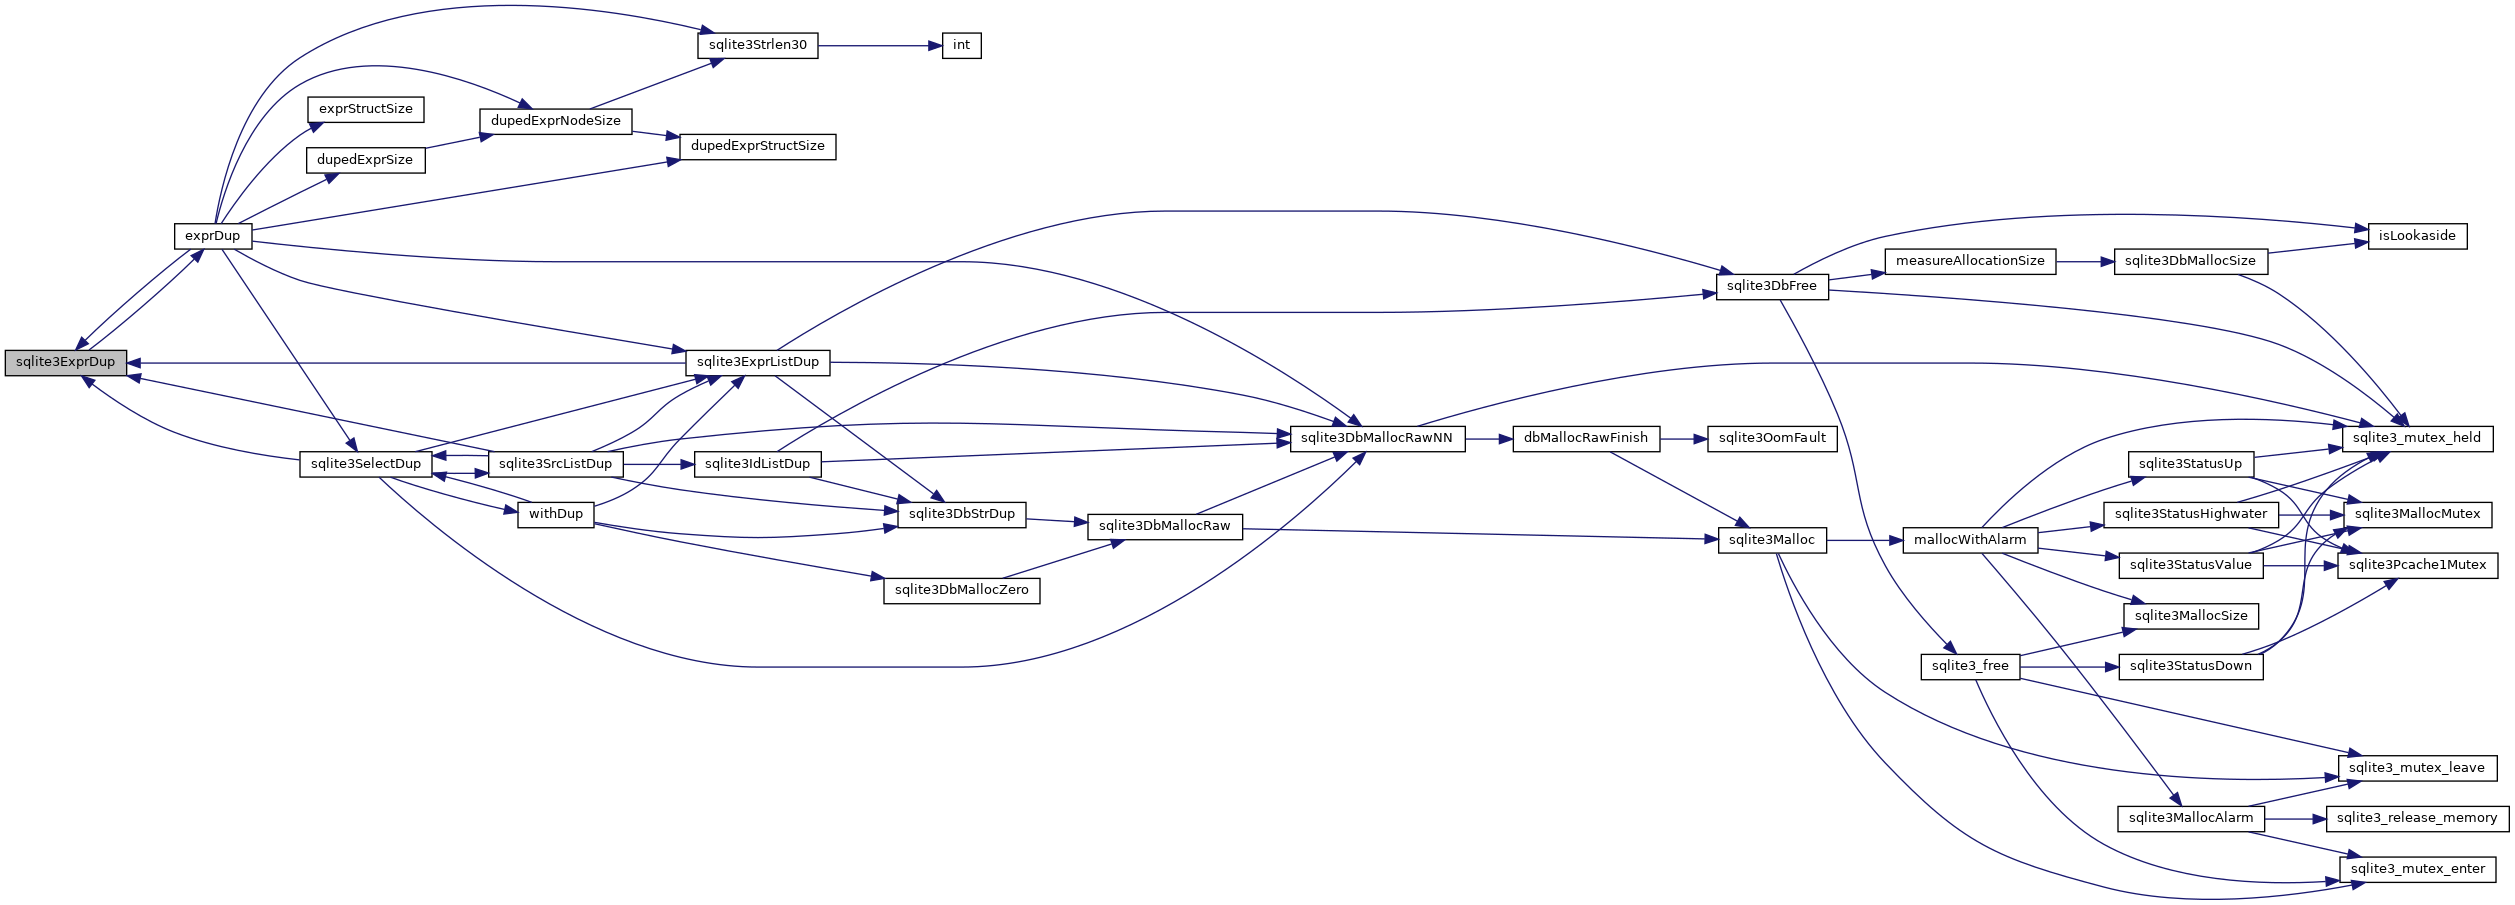 sqlite3ExprDup
exprDup
exprStructSize
dupedExprSize
sqlite3SelectDup
dupedExprNodeSize
sqlite3SrcListDup
withDup
sqlite3Strlen30
dupedExprStructSize
sqlite3ExprListDup
sqlite3IdListDup
int
sqlite3DbStrDup
sqlite3DbMallocZero
sqlite3DbMallocRaw
sqlite3DbMallocRawNN
dbMallocRawFinish
sqlite3DbFree
sqlite3OomFault
sqlite3Malloc
measureAllocationSize
mallocWithAlarm
sqlite3_free
sqlite3DbMallocSize
sqlite3StatusUp
sqlite3StatusHighwater
sqlite3StatusValue
sqlite3MallocSize
sqlite3StatusDown
sqlite3MallocAlarm
isLookaside
sqlite3_mutex_held
sqlite3MallocMutex
sqlite3Pcache1Mutex
sqlite3_mutex_leave
sqlite3_release_memory
sqlite3_mutex_enter